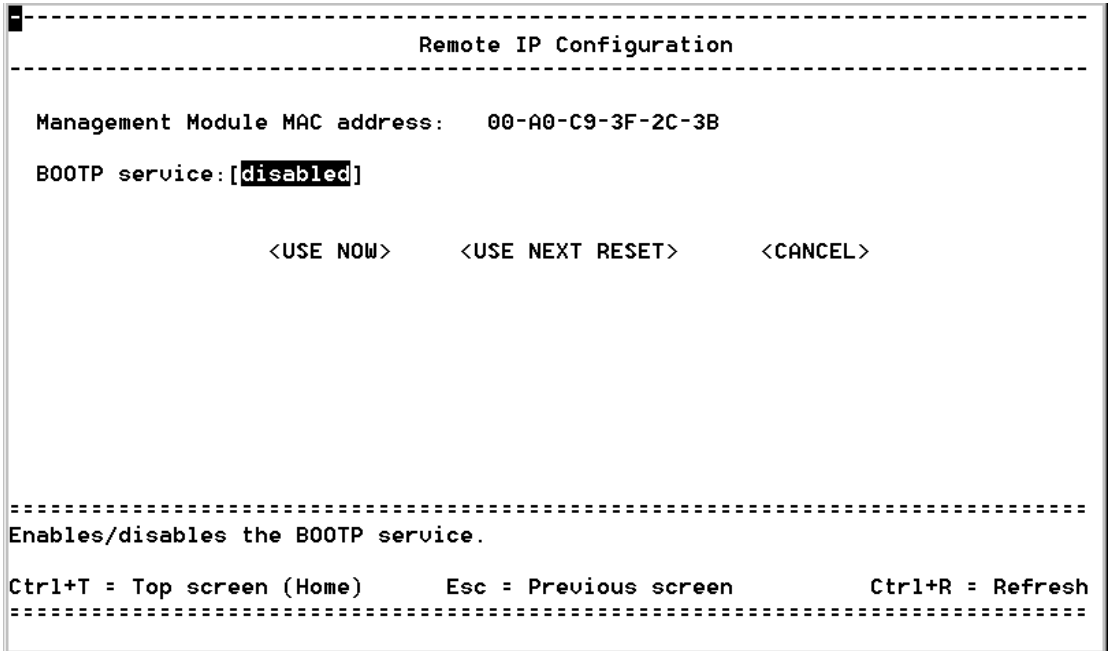 Remote IP Configuration
Management Module MAC address: 00-A0-C9-3F-2C-3B
BOOTP service:[disabled]
<USE NOW> <USE NEXT RESET> <CANCEL>
Enables/disables the BOOTP service.
Ctrl+T = Top screen (Home) Esc = Previous screen Ctrl+R = Refresh